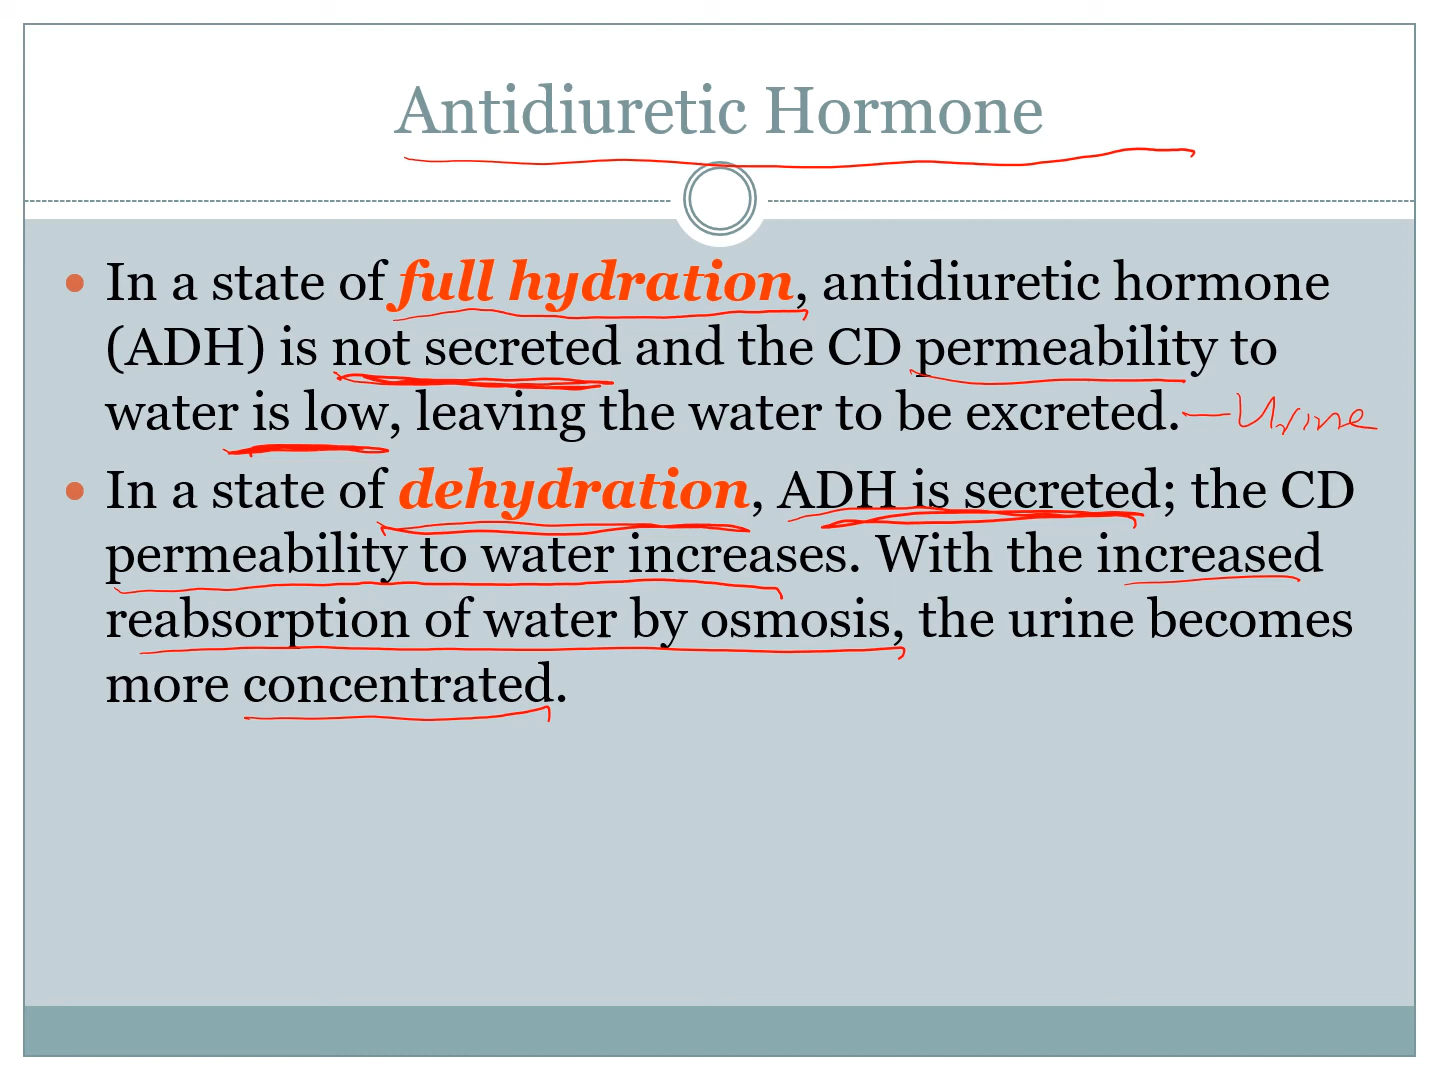 Antidiuretic Hormone
• In a state of full hydration, antidiuretic hormone
(ADH) is not secreted and the CD permeability to
water is low, leaving the water to be excreted. — Urine
• In a state of dehydration, ADH is secreted; the CD
permeability to water increases. With the increased
reabsorption of water by osmosis, the urine becomes
more concentrated.